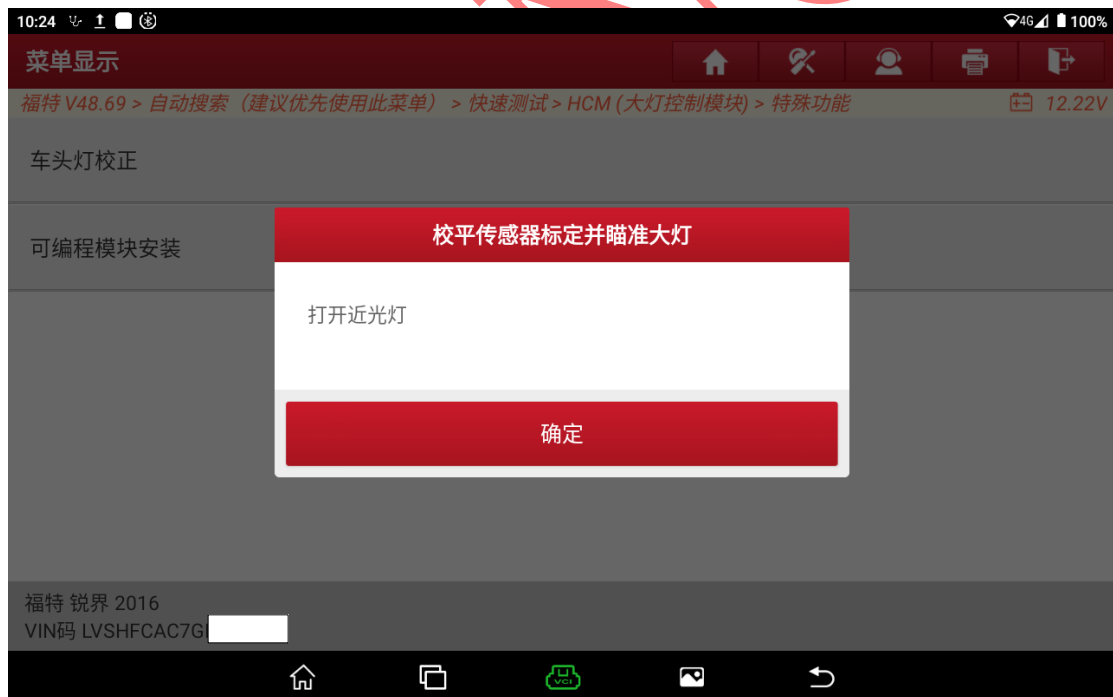 10:24
4G
100%
菜单显示
福特 V48.69 > 自动搜索（建议优先使用此菜单） > 快速测试 > HCM (大灯控制模块) > 特殊功能
12.22V
车头灯校正
校平传感器标定并瞄准大灯
可编程模块安装
打开近光灯
确定
福特 锐界 2016
VIN码 LVSHFCAC7G
VCI